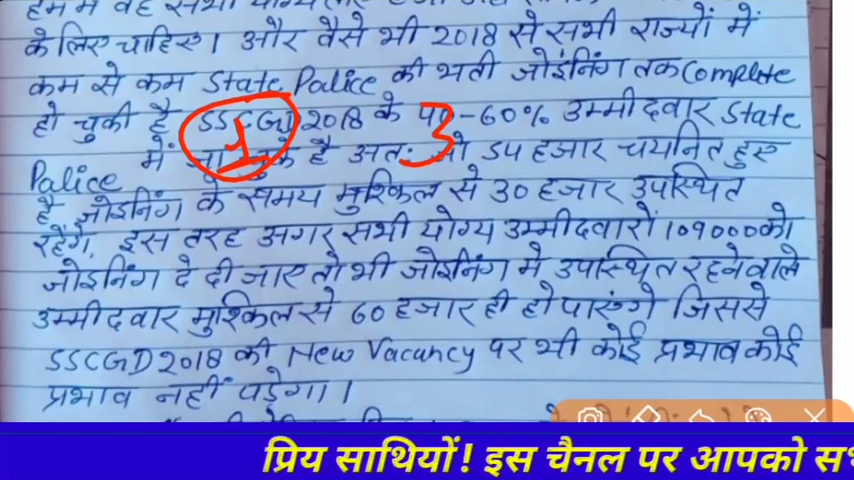 के लिए चाहिए। और वैसे भी 2018 से सभी राज्यों में
कम से कम State Police की भर्ती जोइंनिंग तक Complete
हो चुकी है SSCGD 2018 के 50-60% उम्मीदवार State
Police में जा चुके है अतः जो 54 हजार चयनित हुए
है जोइनिंग के समय मुश्किल से 30 हजार उपस्थित
रहेंगे, इस तरह अगर सभी योग्य उम्मीदवारों 109000 को
जोइनिंग दे दी जाए तो भी जोइनिंग मे उपस्थित रहने वाले
उम्मीदवार मुश्किल से 60 हजार ही हो पाएंगे जिससे
SSCGD 2018 की New Vacancy पर भी कोई प्रभाव कोई
प्रभाव नहीं पड़ेगा।
प्रिय साथियों! इस चैनल पर आपको